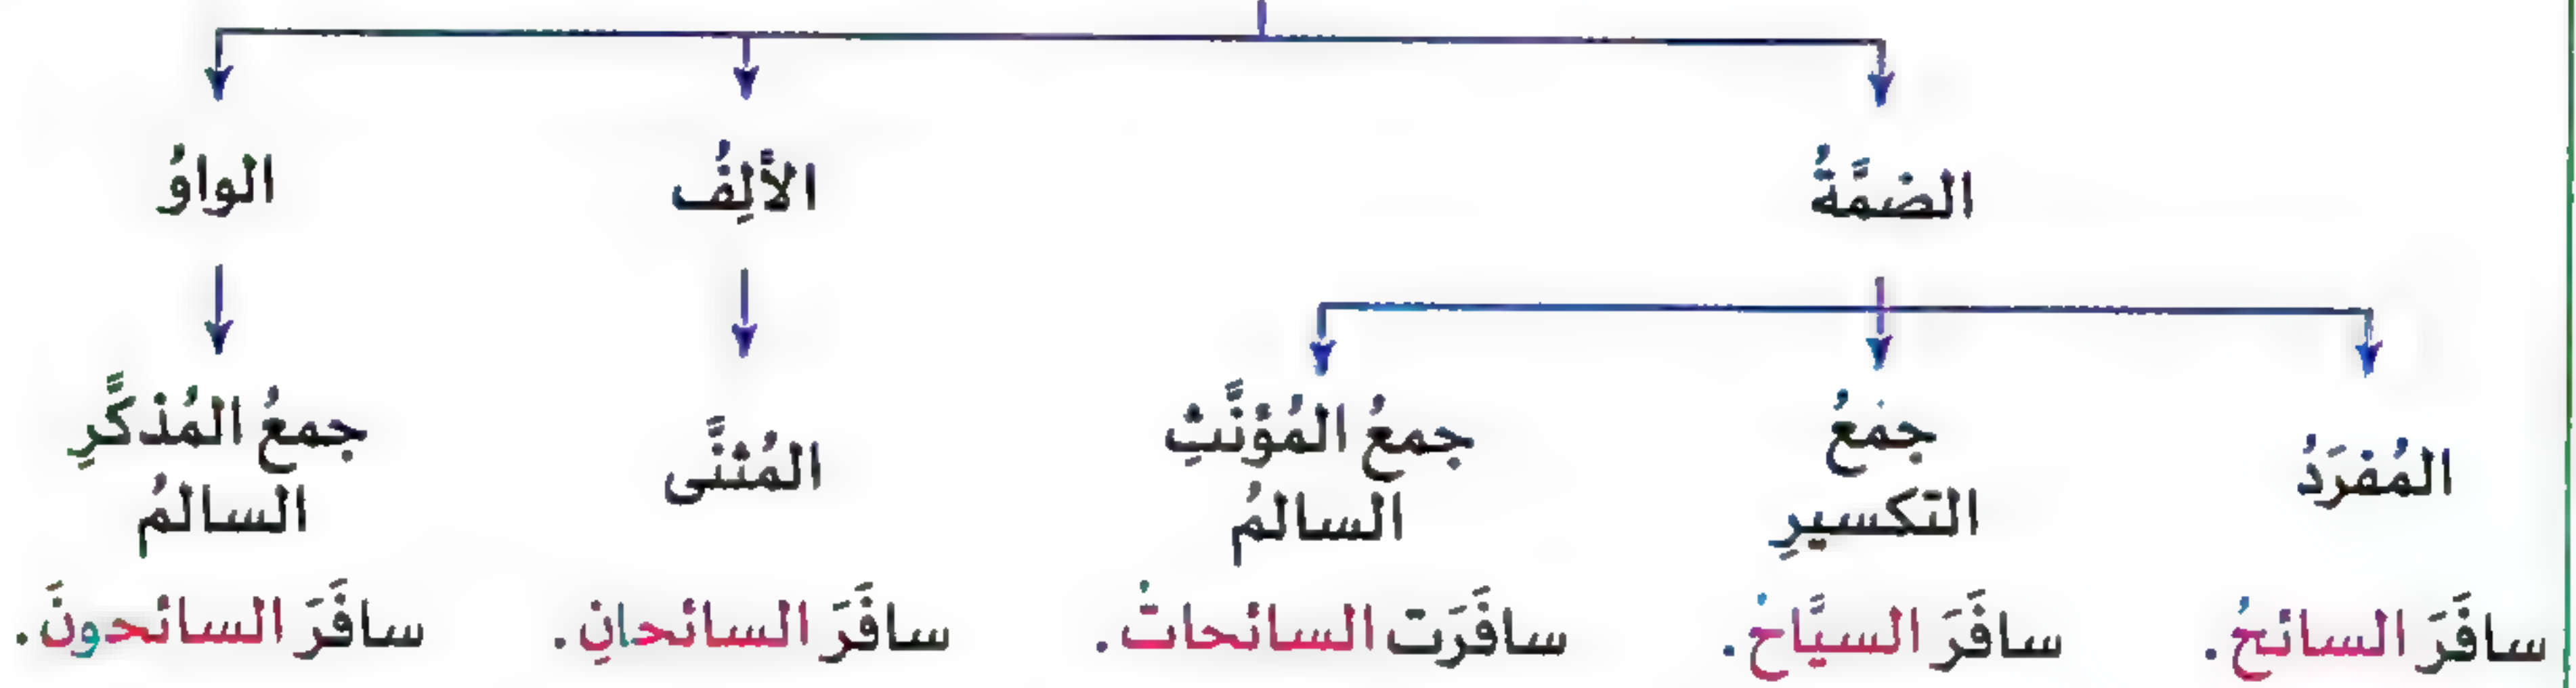 الضمَّةُ
الألِفُ
الواوُ
المُفرَدُ
جمعُ
التكسيرِ
جمعُ المُؤنَّثِ
السالمُ
المُثنَّى
جمعُ المُذكَّرِ
السالمُ
سافَرَ السائحُ.
سافَرَ السيَّاحُ.
سافَرَت السائحاتُ.
سافَرَ السائحانِ.
سافَرَ السائحونَ.